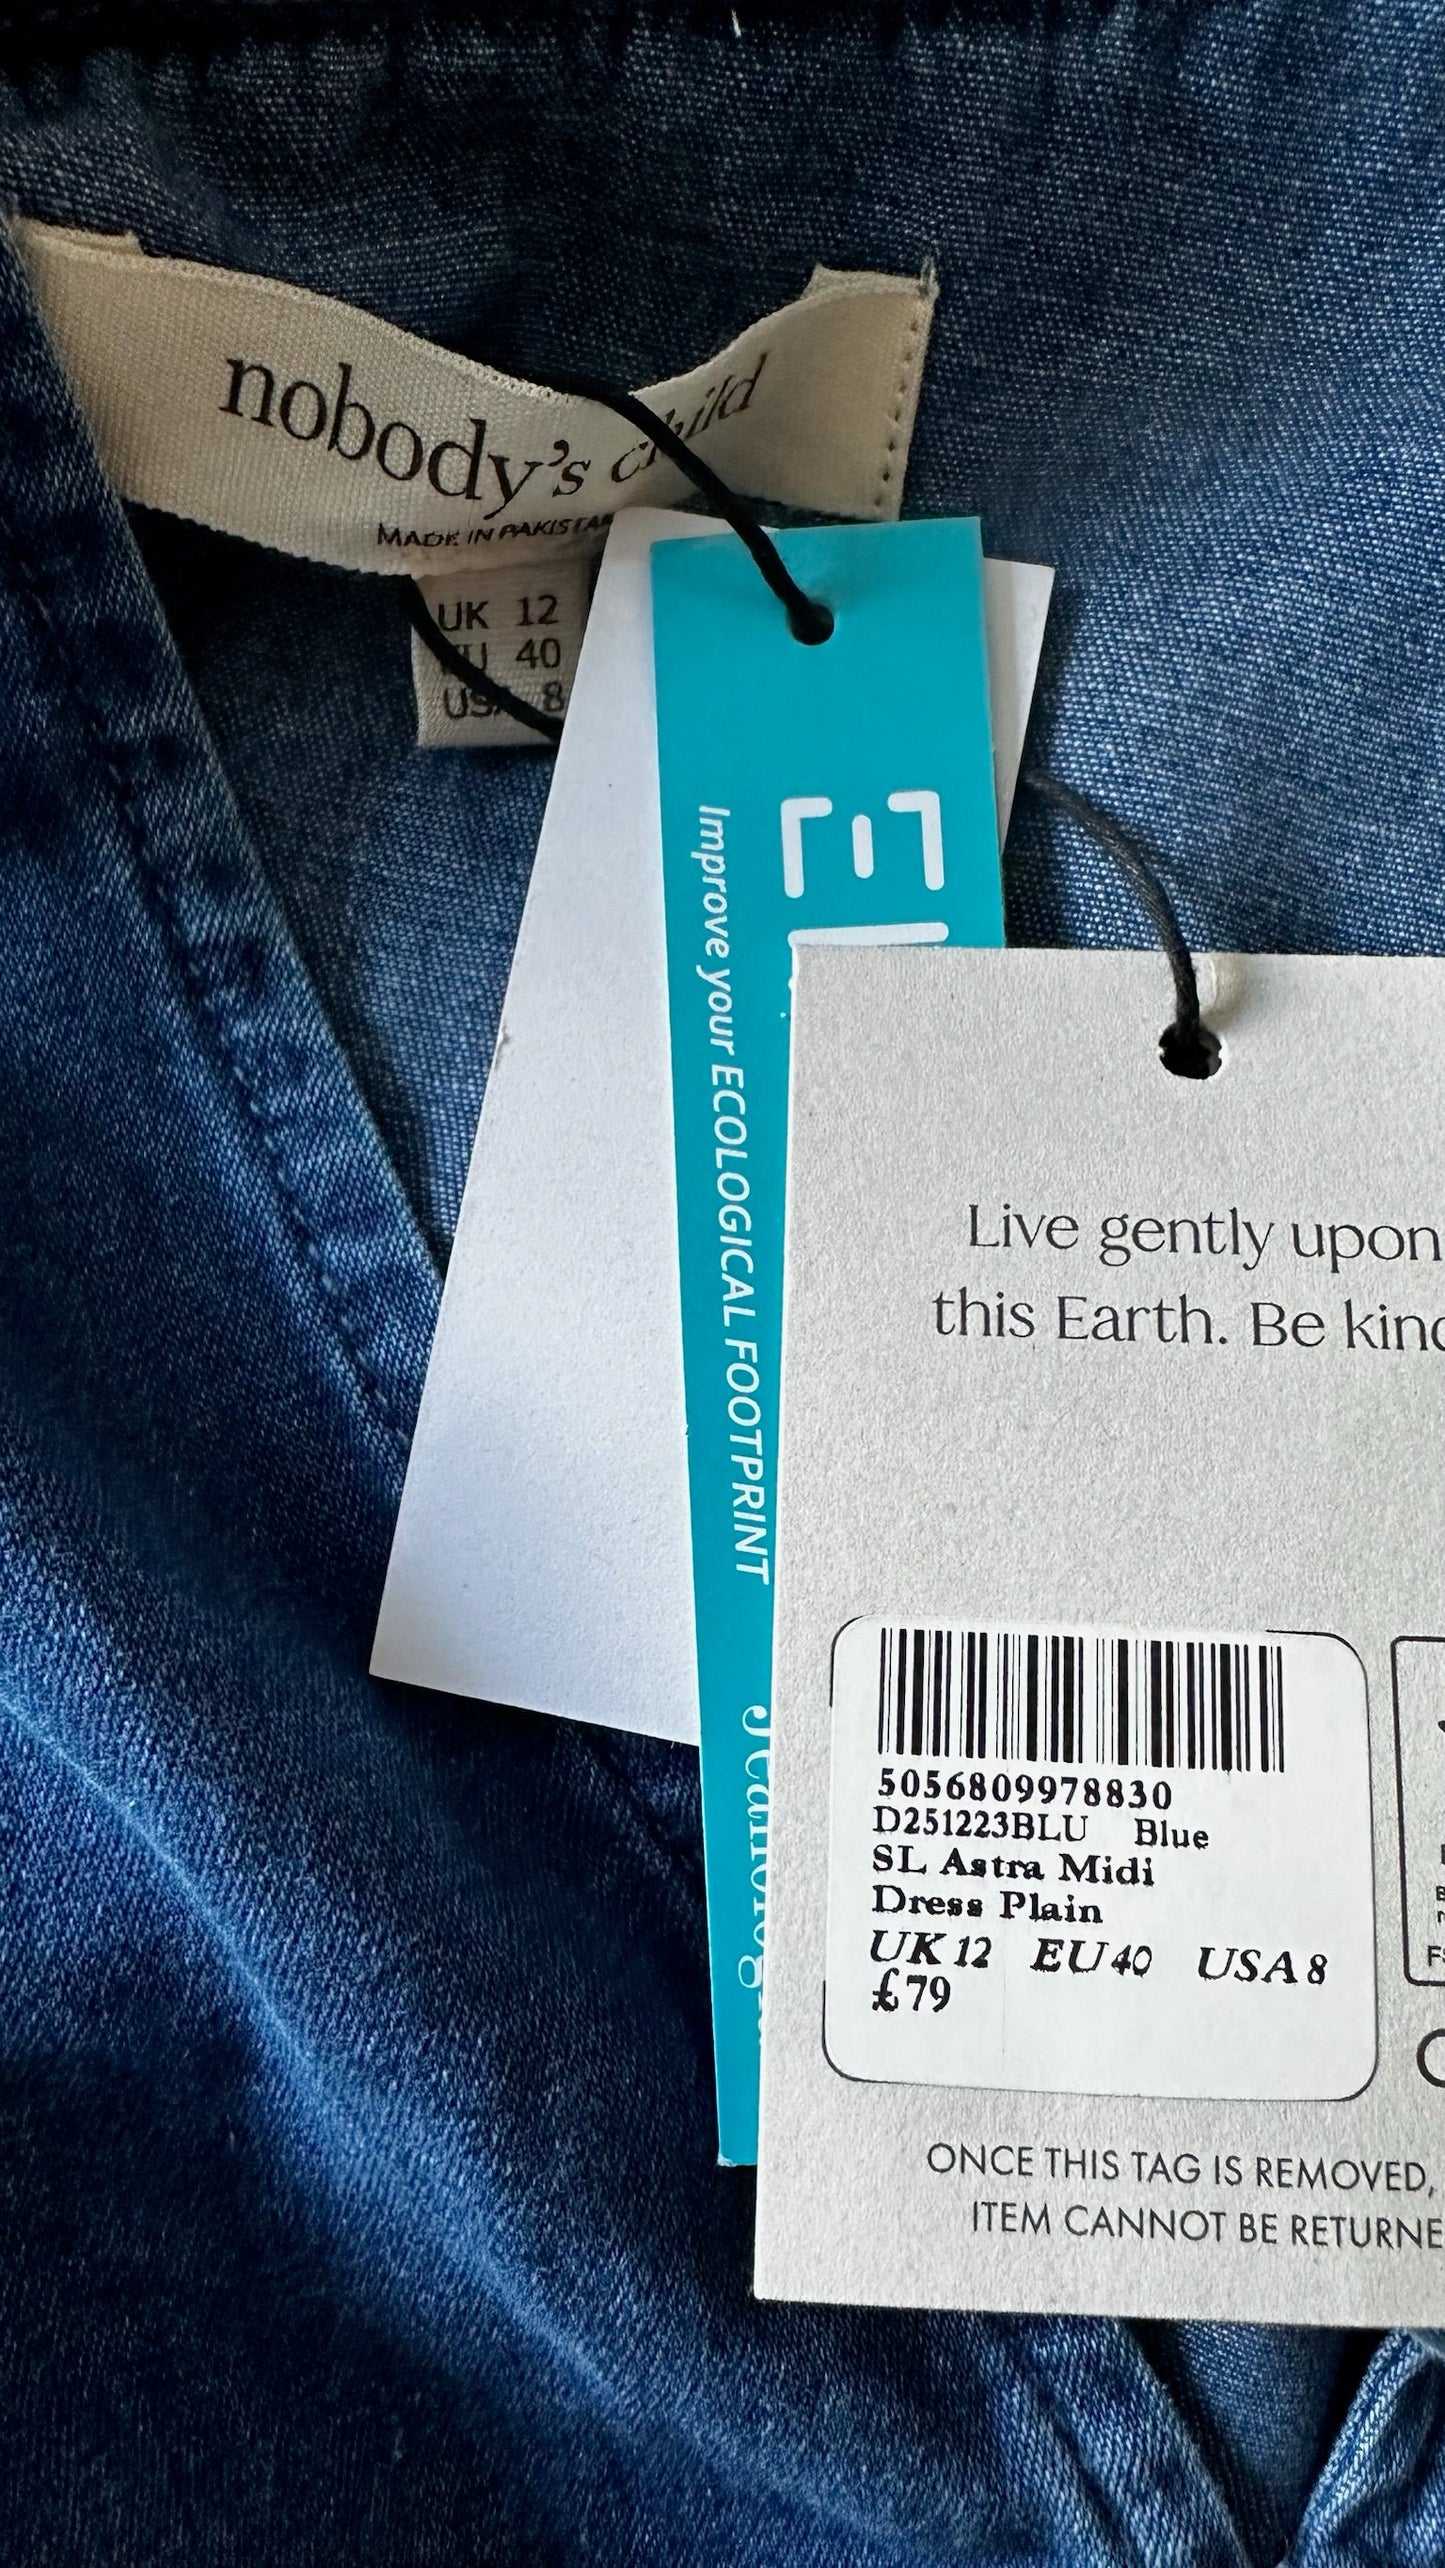 nobody's child
MADE IN PAKISTAN
UK 12
EU 40
USA 8
Improve your ECOLOGICAL FOOTPRINT
Live gently upon
this Earth. Be kind
5056809978830
D251223BLU Blue
SL Astra Midi
Dress Plain
UK 12 EU 40 USA 8
£79
ONCE THIS TAG IS REMOVED,
ITEM CANNOT BE RETURNE